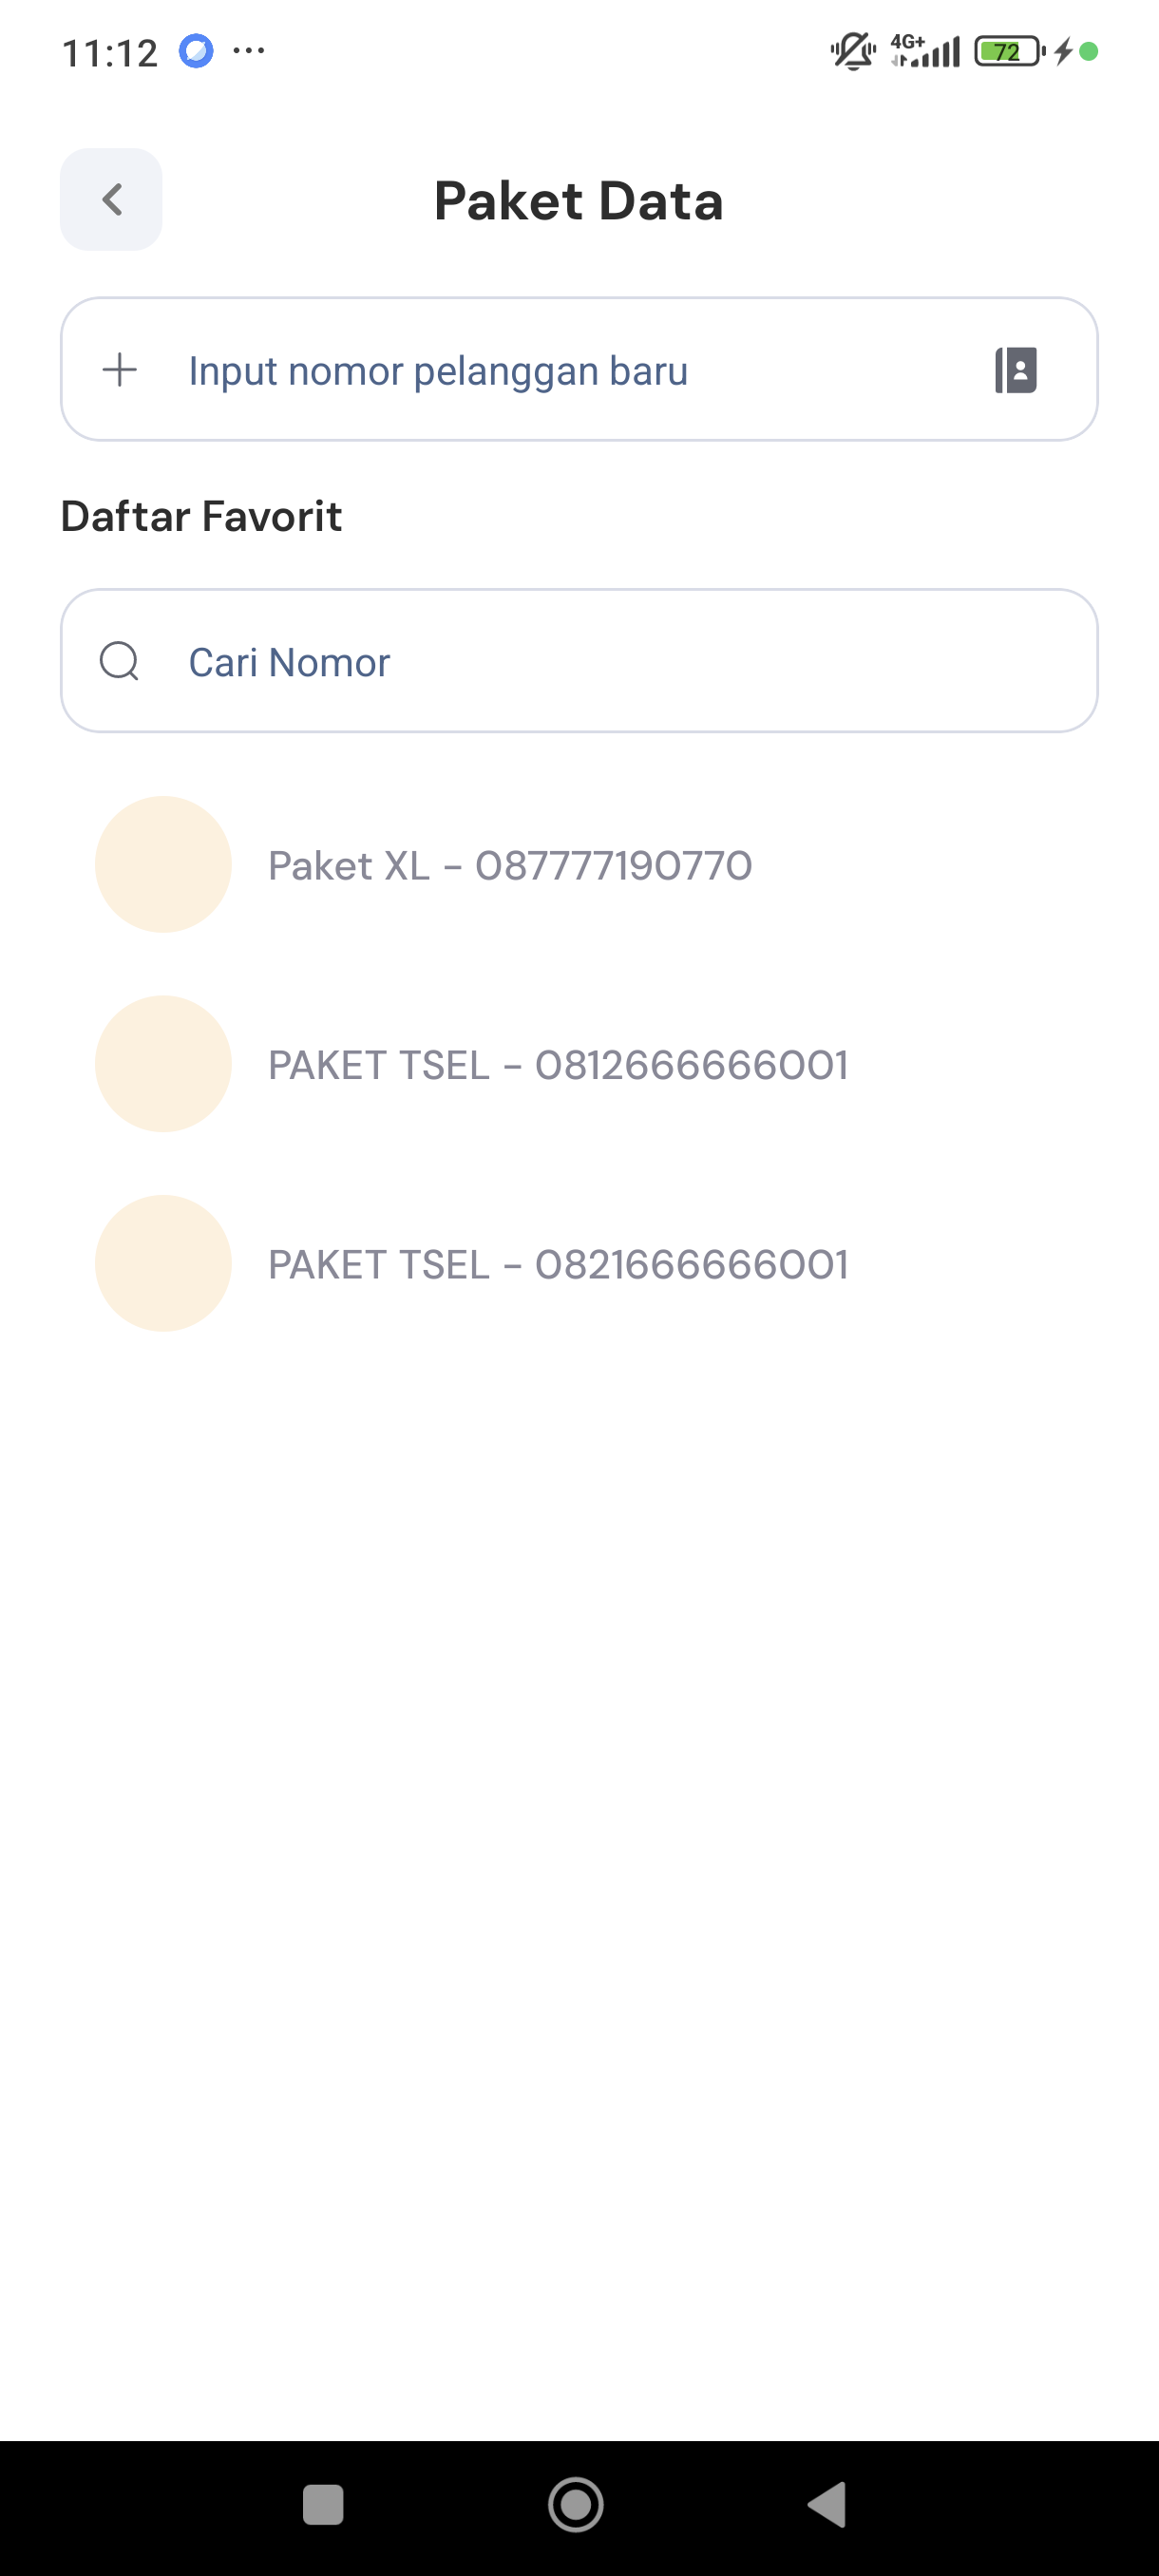 11:12
4G+
72
Paket Data
Input nomor pelanggan baru
Daftar Favorit
Cari Nomor
Paket XL - 087777190770
PAKET TSEL - 0812666666001
PAKET TSEL - 0821666666001